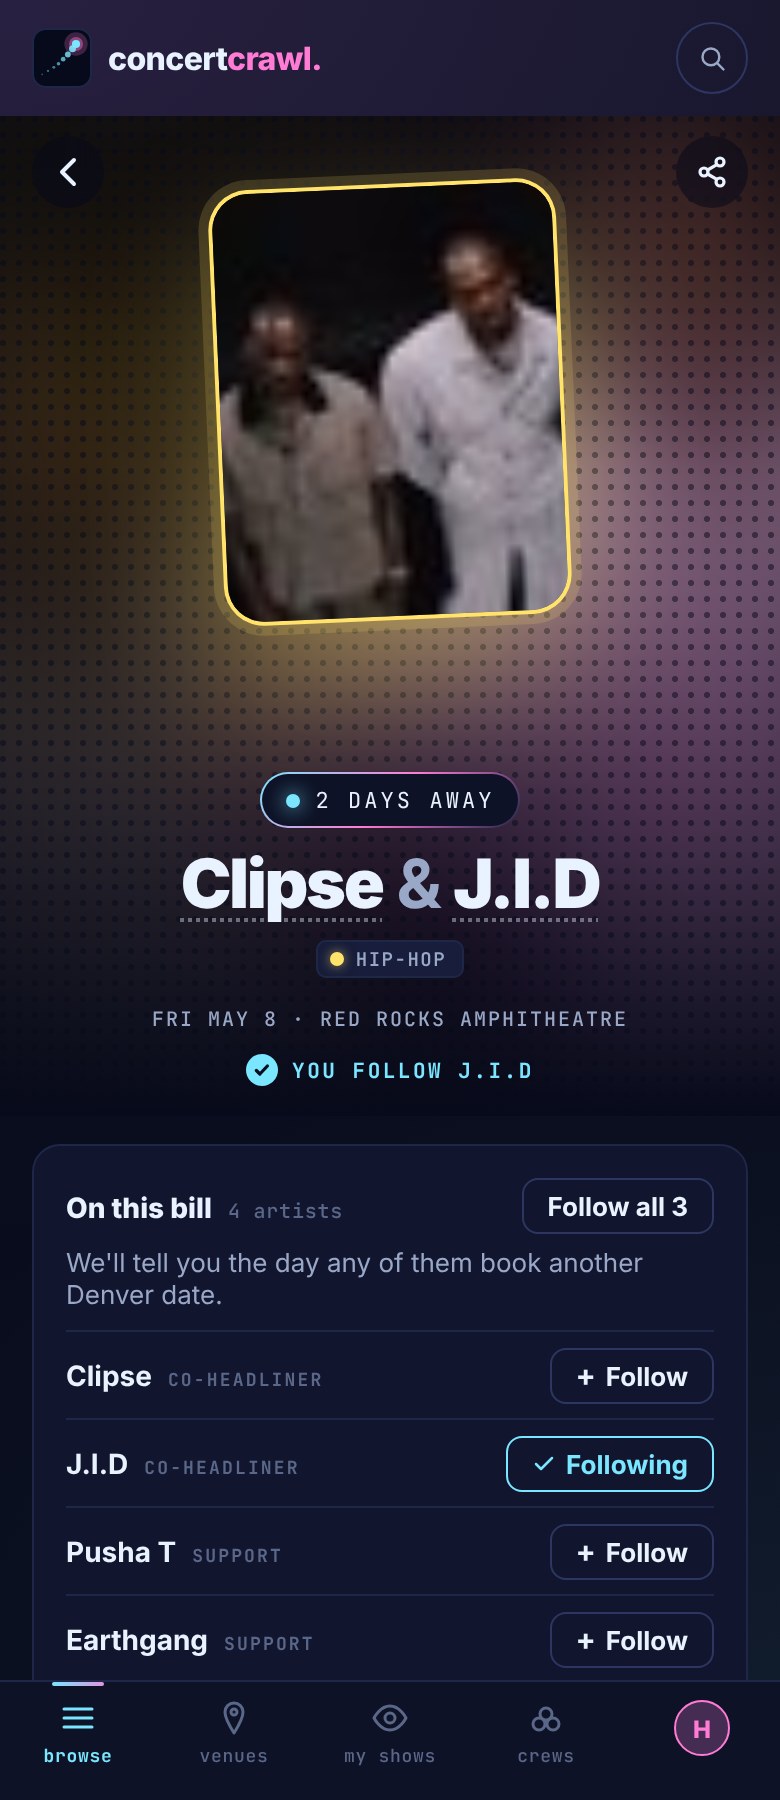 concertcrawl.
2 DAYS AWAY
Clipse & J.I.D
HIP-HOP
FRI MAY 8 · RED ROCKS AMPHITHEATRE
YOU FOLLOW J.I.D
On this bill 4 artists Follow all 3
We'll tell you the day any of them book another
Denver date.
Clipse CO-HEADLINER + Follow
J.I.D CO-HEADLINER ✓ Following
Pusha T SUPPORT + Follow
Earthgang SUPPORT + Follow
browse venues my shows crews H